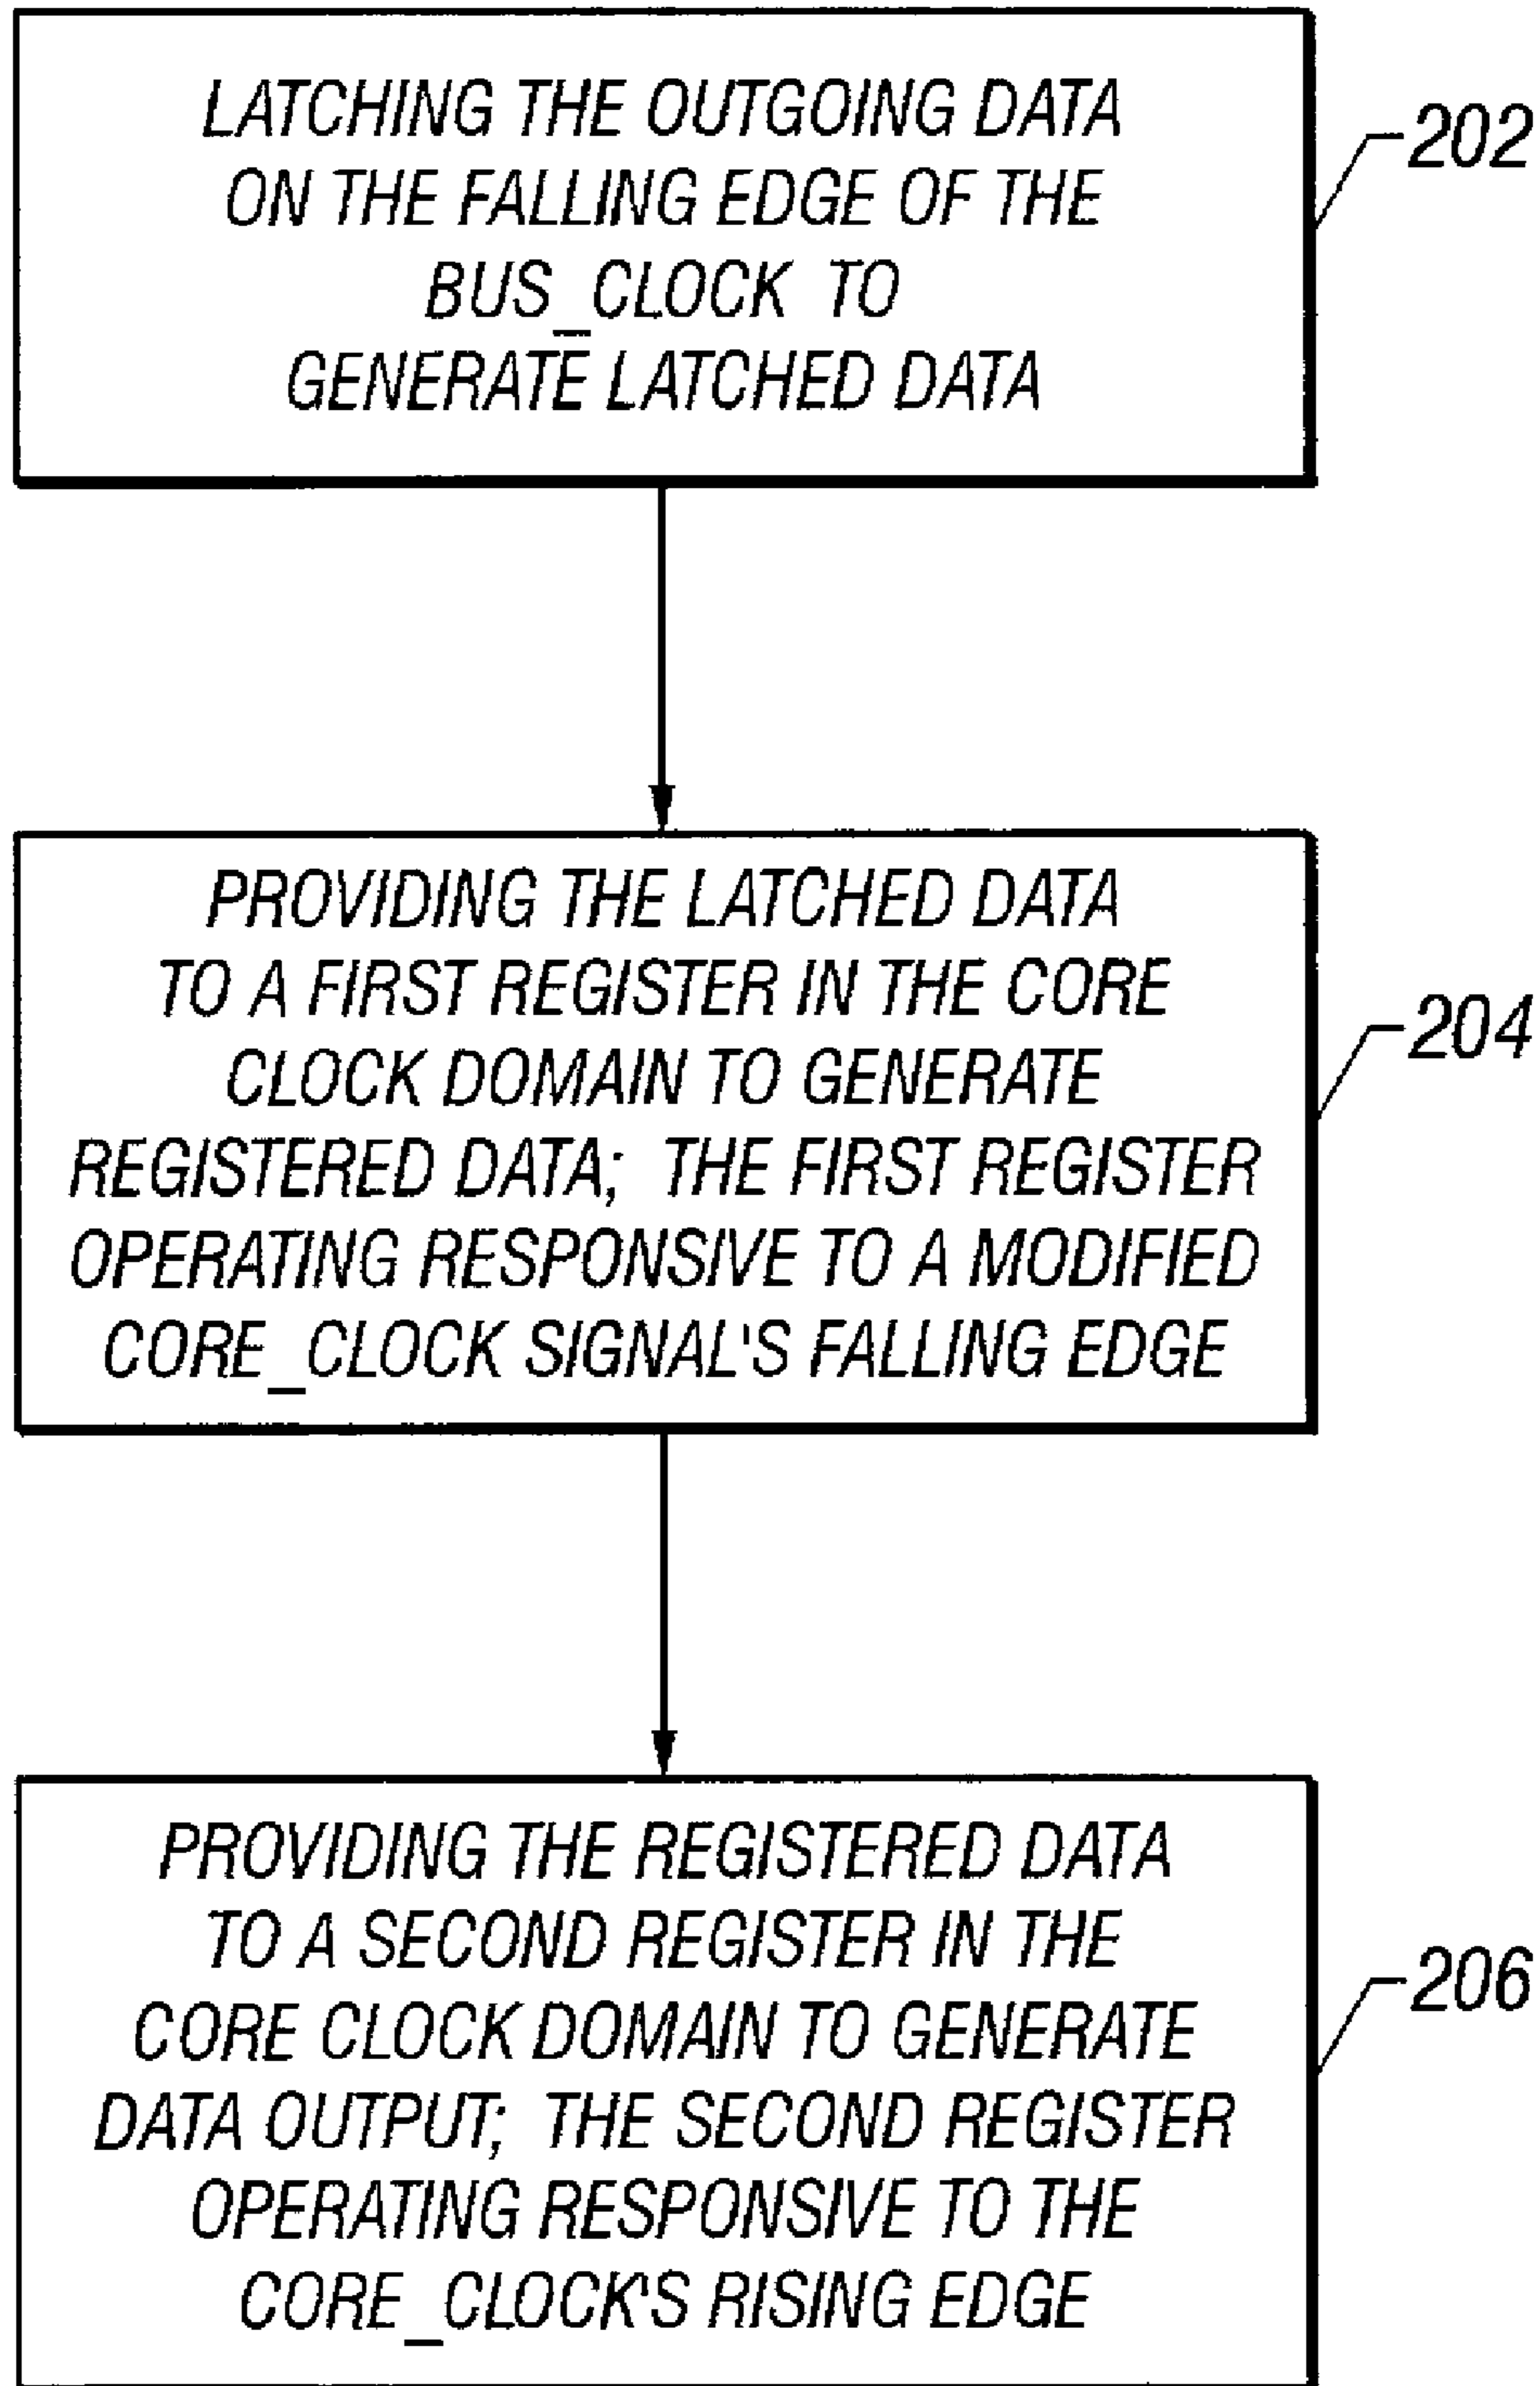 LATCHING THE OUTGOING DATA
ON THE FALLING EDGE OF THE
BUS_CLOCK TO
GENERATE LATCHED DATA
202
PROVIDING THE LATCHED DATA
TO A FIRST REGISTER IN THE CORE
CLOCK DOMAIN TO GENERATE
REGISTERED DATA; THE FIRST REGISTER
OPERATING RESPONSIVE TO A MODIFIED
CORE_CLOCK SIGNAL'S FALLING EDGE
204
PROVIDING THE REGISTERED DATA
TO A SECOND REGISTER IN THE
CORE CLOCK DOMAIN TO GENERATE
DATA OUTPUT; THE SECOND REGISTER
OPERATING RESPONSIVE TO THE
CORE_CLOCK'S RISING EDGE
206